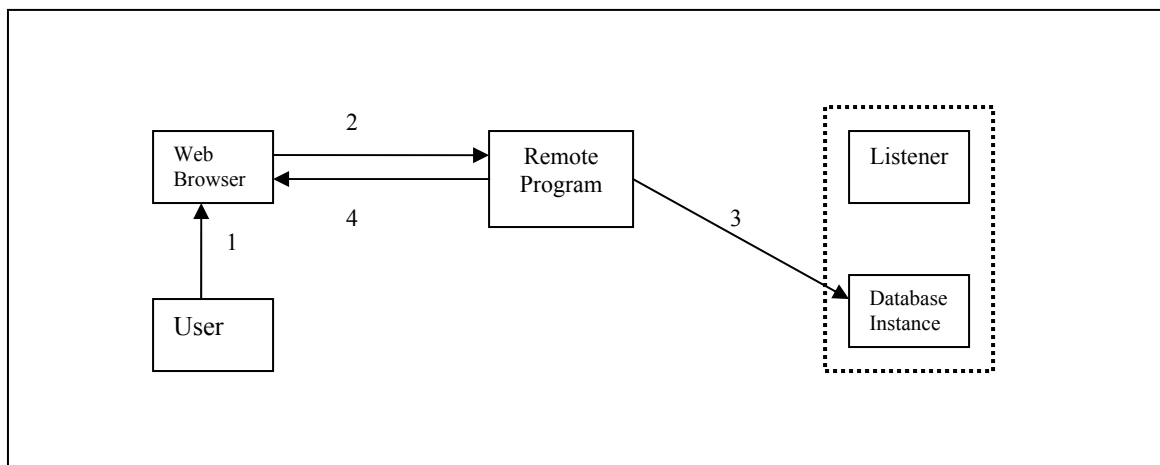 2
Web
Browser
Remote
Program
Listener
4
3
1
Database
Instance
User